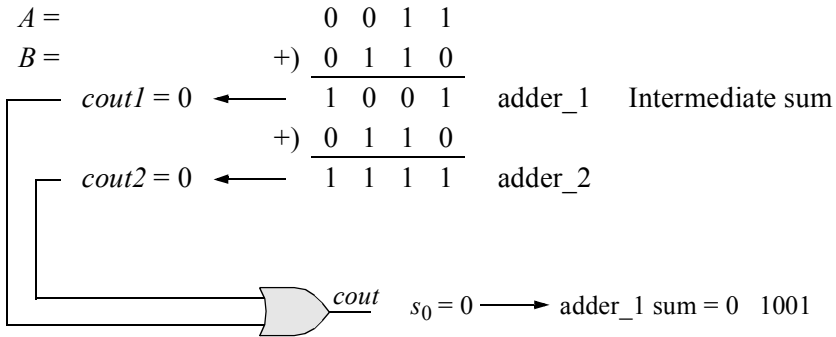 A = 0 0 1 1
B = +) 0 1 1 0
cout1 = 0 1 0 0 1 adder_1 Intermediate sum
+) 0 1 1 0
cout2 = 0 1 1 1 1 adder_2
cout s0 = 0 adder_1 sum = 0 1001